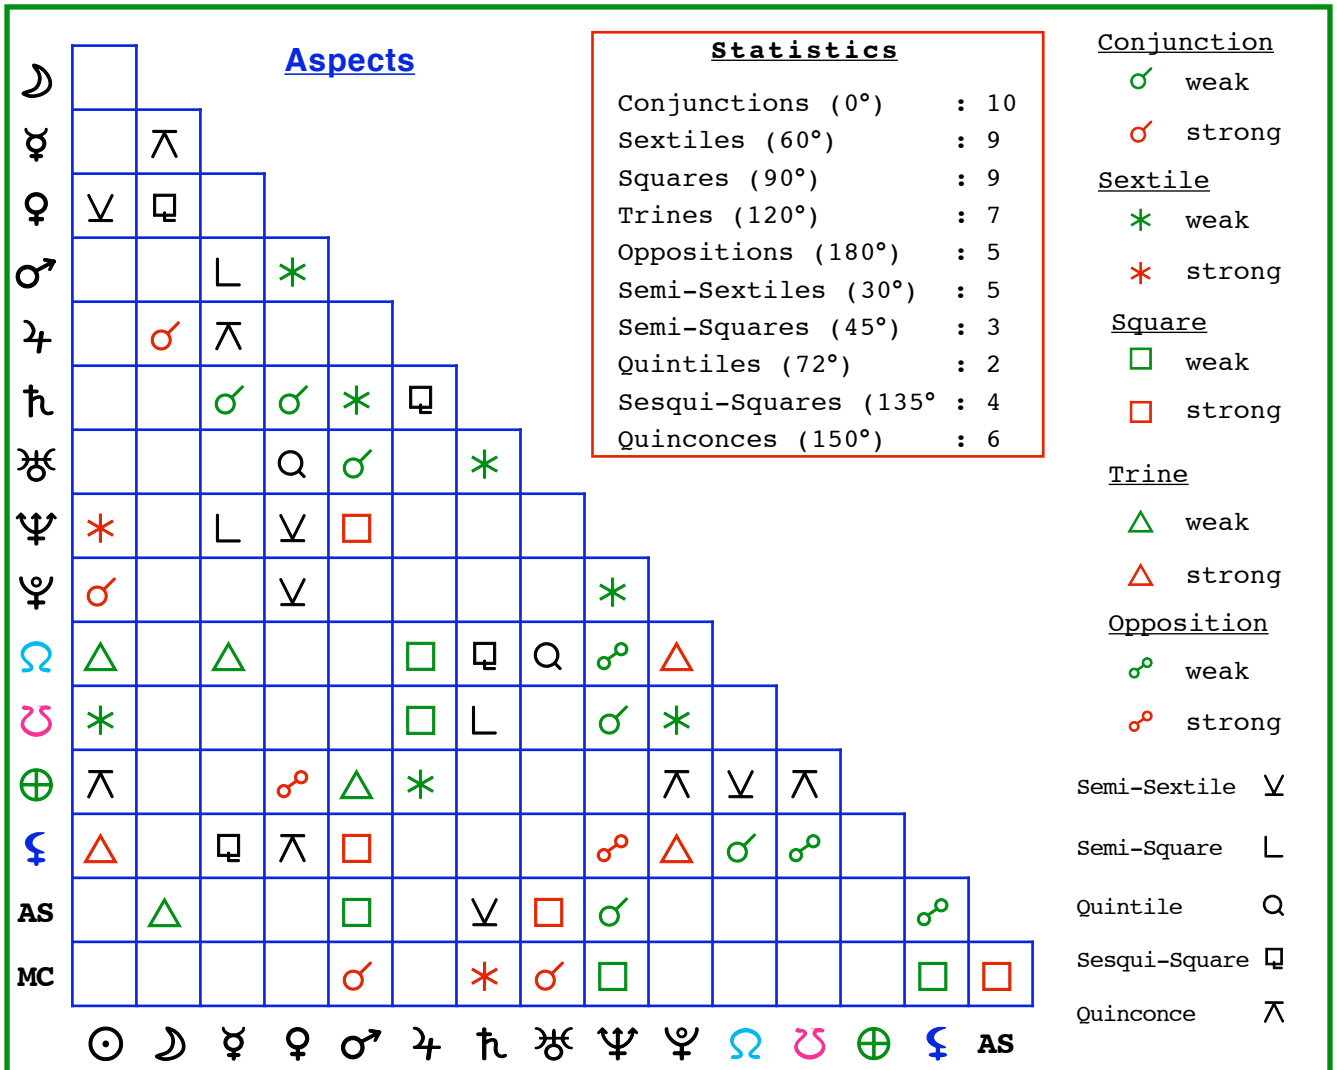 Aspects
Statistics
Conjunctions (0°) : 10
Sextiles (60°) : 9
Squares (90°) : 9
Trines (120°) : 7
Oppositions (180°) : 5
Semi-Sextiles (30°) : 5
Semi-Squares (45°) : 3
Quintiles (72°) : 2
Sesqui-Squares (135° : 4
Quinconces (150°) : 6
Conjunction
weak
strong
Sextile
weak
strong
Square
weak
strong
Trine
weak
strong
Opposition
weak
strong
Semi-Sextile
Semi-Square
Quintile
Sesqui-Square
Quinconce
AS
MC
AS